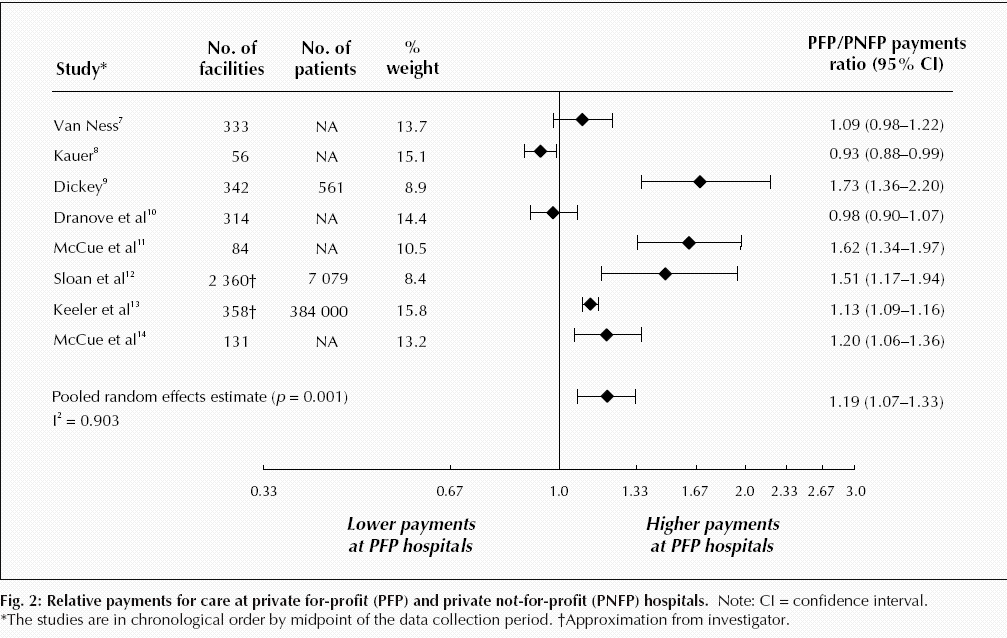 Study*
No. of facilities
No. of patients
% weight
PFP/PNFP payments ratio (95% CI)
Van Ness7 333 NA 13.7 1.09 (0.98–1.22)
Kauer8 56 NA 15.1 0.93 (0.88–0.99)
Dickey9 342 561 8.9 1.73 (1.36–2.20)
Dranove et al10 314 NA 14.4 0.98 (0.90–1.07)
McCue et al11 84 NA 10.5 1.62 (1.34–1.97)
Sloan et al12 2 360† 7 079 8.4 1.51 (1.17–1.94)
Keeler et al13 358† 384 000 15.8 1.13 (1.09–1.16)
McCue et al14 131 NA 13.2 1.20 (1.06–1.36)
Pooled random effects estimate (p = 0.001) 1.19 (1.07–1.33)
I2 = 0.903
0.33 0.67 1.0 1.33 1.67 2.0 2.33 2.67 3.0
Lower payments
at PFP hospitals
Higher payments
at PFP hospitals
Fig. 2: Relative payments for care at private for-profit (PFP) and private not-for-profit (PNFP) hospitals. Note: CI = confidence interval.
*The studies are in chronological order by midpoint of the data collection period. †Approximation from investigator.